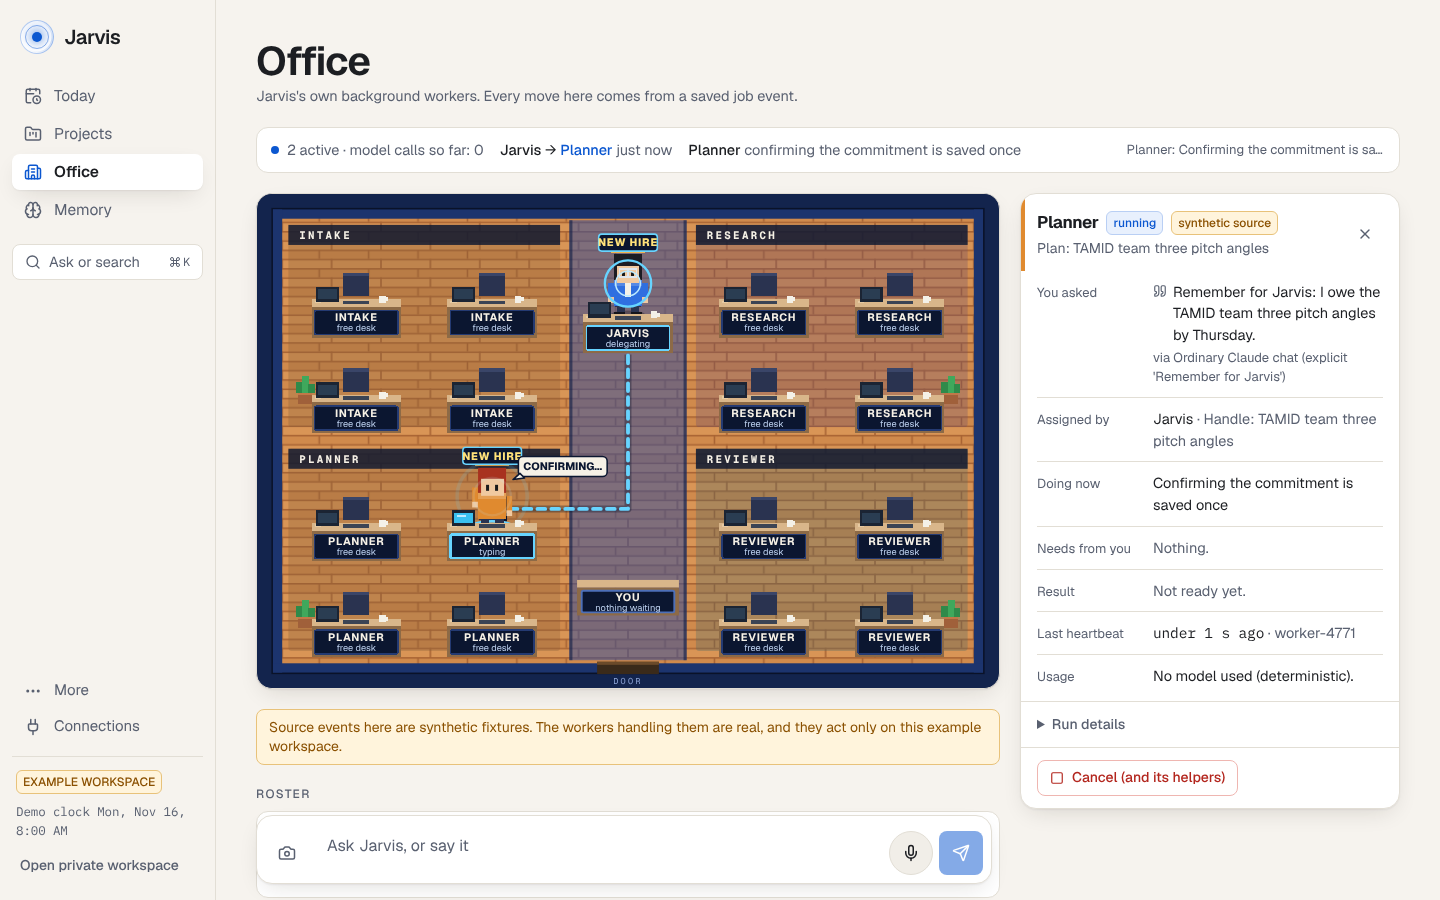 Jarvis
Today
Projects
Office
Memory
Ask or search ⌘K
More
Connections
EXAMPLE WORKSPACE
Demo clock Mon, Nov 16,
8:00 AM
Open private workspace
Office
Jarvis's own background workers. Every move here comes from a saved job event.
2 active · model calls so far: 0 Jarvis → Planner just now Planner confirming the commitment is saved once Planner: Confirming the commitment is sa...
INTAKE
INTAKE
free desk
INTAKE
free desk
INTAKE
free desk
INTAKE
free desk
NEW HIRE
JARVIS
delegating
RESEARCH
RESEARCH
free desk
RESEARCH
free desk
RESEARCH
free desk
RESEARCH
free desk
PLANNER
NEW HIRE
CONFIRMING...
PLANNER
free desk
PLANNER
typing
PLANNER
free desk
PLANNER
free desk
YOU
nothing waiting
REVIEWER
REVIEWER
free desk
REVIEWER
free desk
REVIEWER
free desk
REVIEWER
free desk
DOOR
Source events here are synthetic fixtures. The workers handling them are real, and they act only on this example
workspace.
ROSTER
Ask Jarvis, or say it
Planner running synthetic source
Plan: TAMID team three pitch angles
You asked
Remember for Jarvis: I owe the
TAMID team three pitch angles
by Thursday.
via Ordinary Claude chat (explicit
'Remember for Jarvis')
Assigned by
Jarvis · Handle: TAMID team three
pitch angles
Doing now
Confirming the commitment is
saved once
Needs from you Nothing.
Result Not ready yet.
Last heartbeat under 1 s ago · worker-4771
Usage No model used (deterministic).
Run details
Cancel (and its helpers)